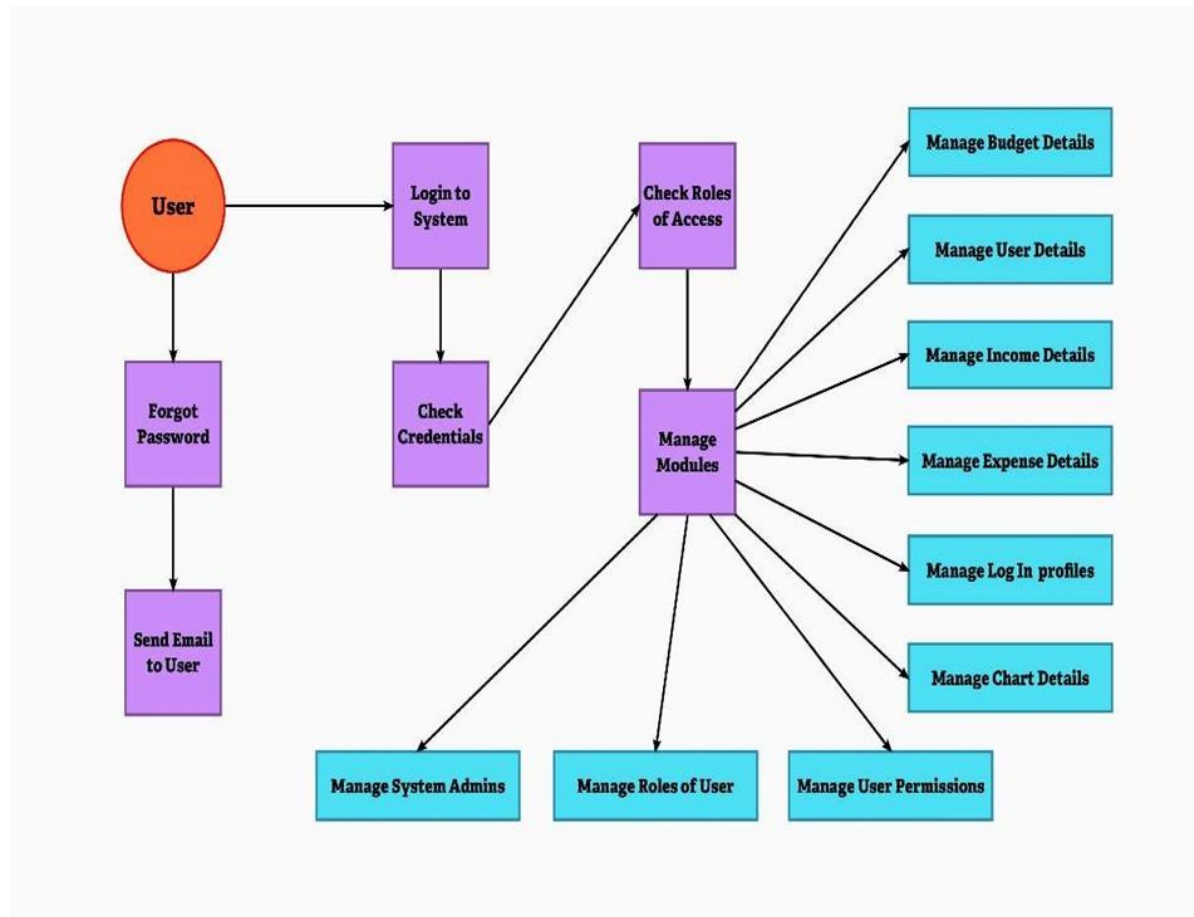 User
Login to
System
Check Roles
of Access
Manage Budget Details
Manage User Details
Manage Income Details
Forgot
Password
Check
Credentials
Manage
Modules
Manage Expense Details
Manage Log In profiles
Send Email
to User
Manage Chart Details
Manage System Admins
Manage Roles of User
Manage User Permissions